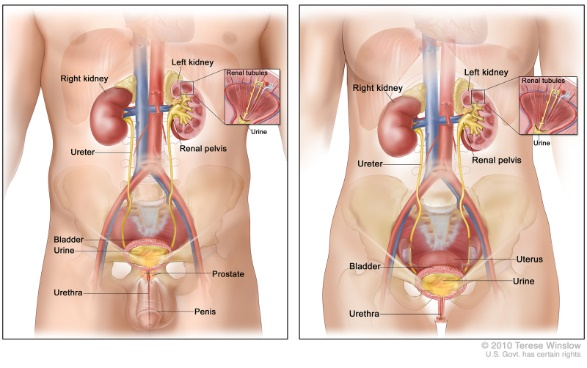 Left kidney
Renal tubules
Right kidney
Urine
Renal pelvis
Ureter
Bladder
Urine
Prostate
Urethra
Penis
Left kidney
Renal tubules
Right kidney
Urine
Renal pelvis
Ureter
Uterus
Bladder
Urine
Urethra
© 2010 Terese Winslow
U.S. Govt. has certain rights